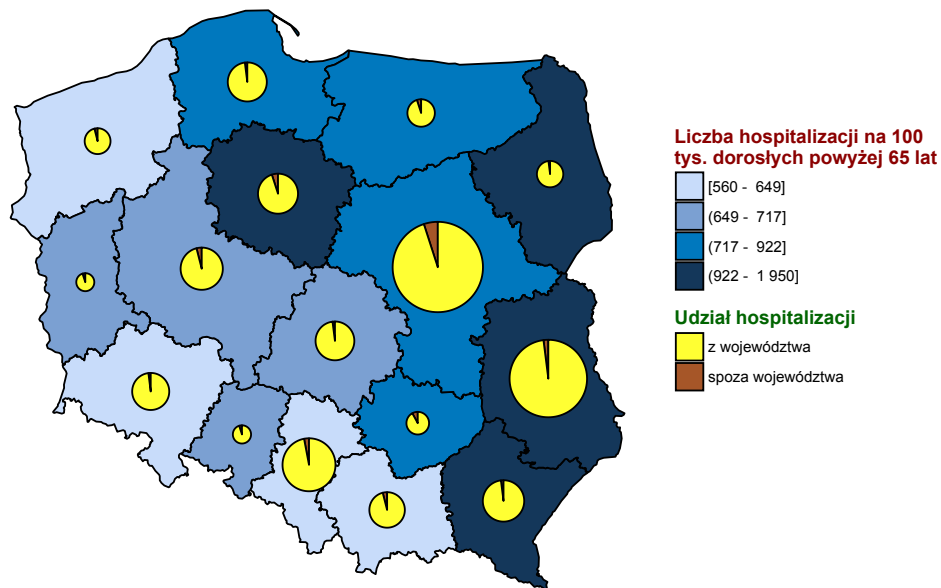 Liczba hospitalizacji na 100
tys. dorosłych powyżej 65 lat
[560 - 649]
(649 - 717]
(717 - 922]
(922 - 1 950]
Udział hospitalizacji
z województwa
spoza województwa